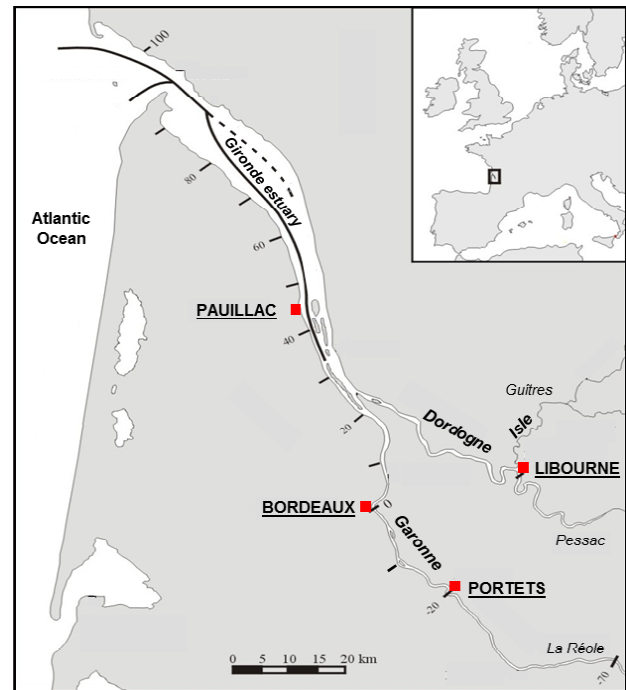 100
Gironde estuary
80
Atlantic
Ocean
60
PAUILLAC
40
Guîtres
Isle
Dordogne
20
LIBOURNE
BORDEAUX
0
Garonne
Pessac
PORTETS
-20
La Réole
-70
0 5 10 15 20 km